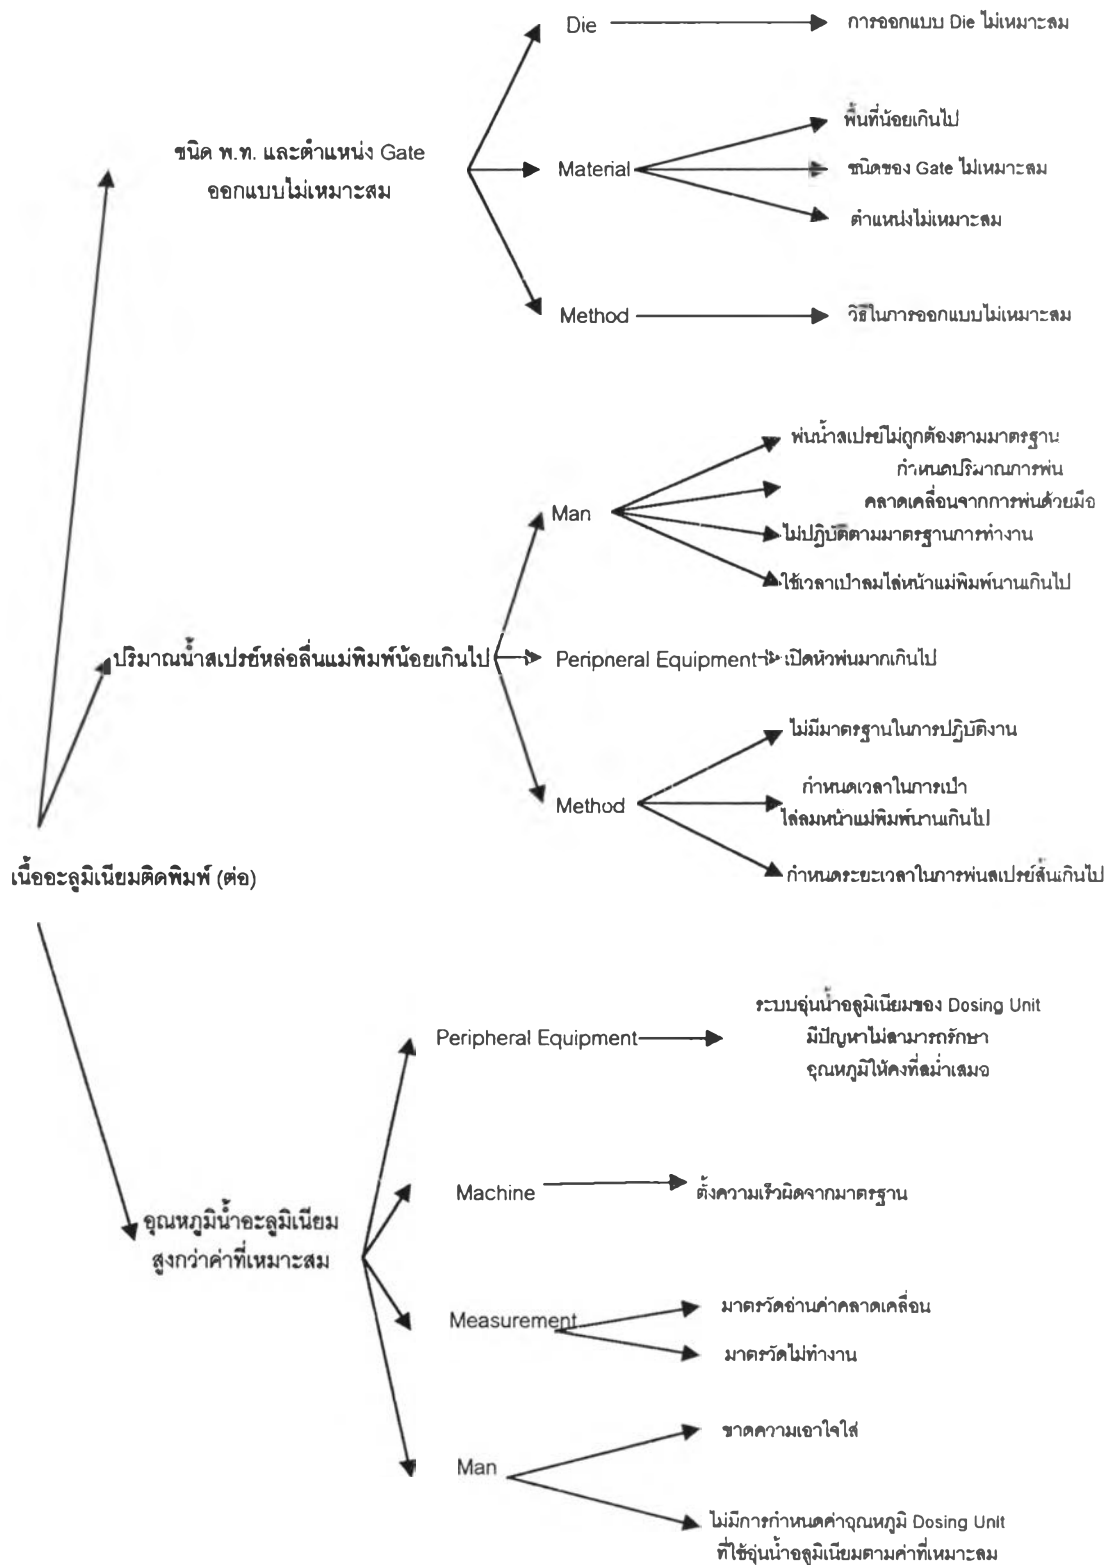 Die
การออกแบบ Die ไม่เหมาะสม
ชนิด พ.ท. และตำแหน่ง Gate
ออกแบบไม่เหมาะสม
Material
พื้นที่น้อยเกินไป
ชนิดของ Gate ไม่เหมาะสม
ตำแหน่งไม่เหมาะสม
Method
วิธีในการออกแบบไม่เหมาะสม
พ่นน้ำสเปรย์ไม่ถูกต้องตามมาตรฐาน
กำหนดปริมาณการพ่น
คลาดเคลื่อนจากการพ่นด้วยมือ
Man
ไม่ปฏิบัติตามมาตรฐานการทำงาน
ใช้เวลาเป่าลมไล่หน้าแม่พิมพ์นานเกินไป
ปริมาณน้ำสเปรย์หล่อลื่นแม่พิมพ์น้อยเกินไป
Peripneral Equipment
เปิดหัวพ่นมากเกินไป
ไม่มีมาตรฐานในการปฏิบัติงาน
Method
กำหนดเวลาในการเป่า
ไล่ลมหน้าแม่พิมพ์นานเกินไป
กำหนดระยะเวลาในการพ่นสเปรย์สั้นเกินไป
เนื้ออะลูมิเนียมติดพิมพ์ (ต่อ)
Peripheral Equipment
ระบบอุ่นน้ำอลูมิเนียมของ Dosing Unit
มีปัญหาไม่สามารถรักษา
อุณหภูมิให้คงที่สม่ำเสมอ
Machine
ตั้งความเร็วผิดจากมาตรฐาน
อุณหภูมิน้ำอะลูมิเนียม
สูงกว่าค่าที่เหมาะสม
Measurement
มาตรวัดอ่านค่าคลาดเคลื่อน
มาตรวัดไม่ทำงาน
Man
ขาดความเอาใจใส่
ไม่มีการกำหนดค่าอุณหภูมิ Dosing Unit
ที่ใช้อุ่นน้ำอลูมิเนียมตามค่าที่เหมาะสม